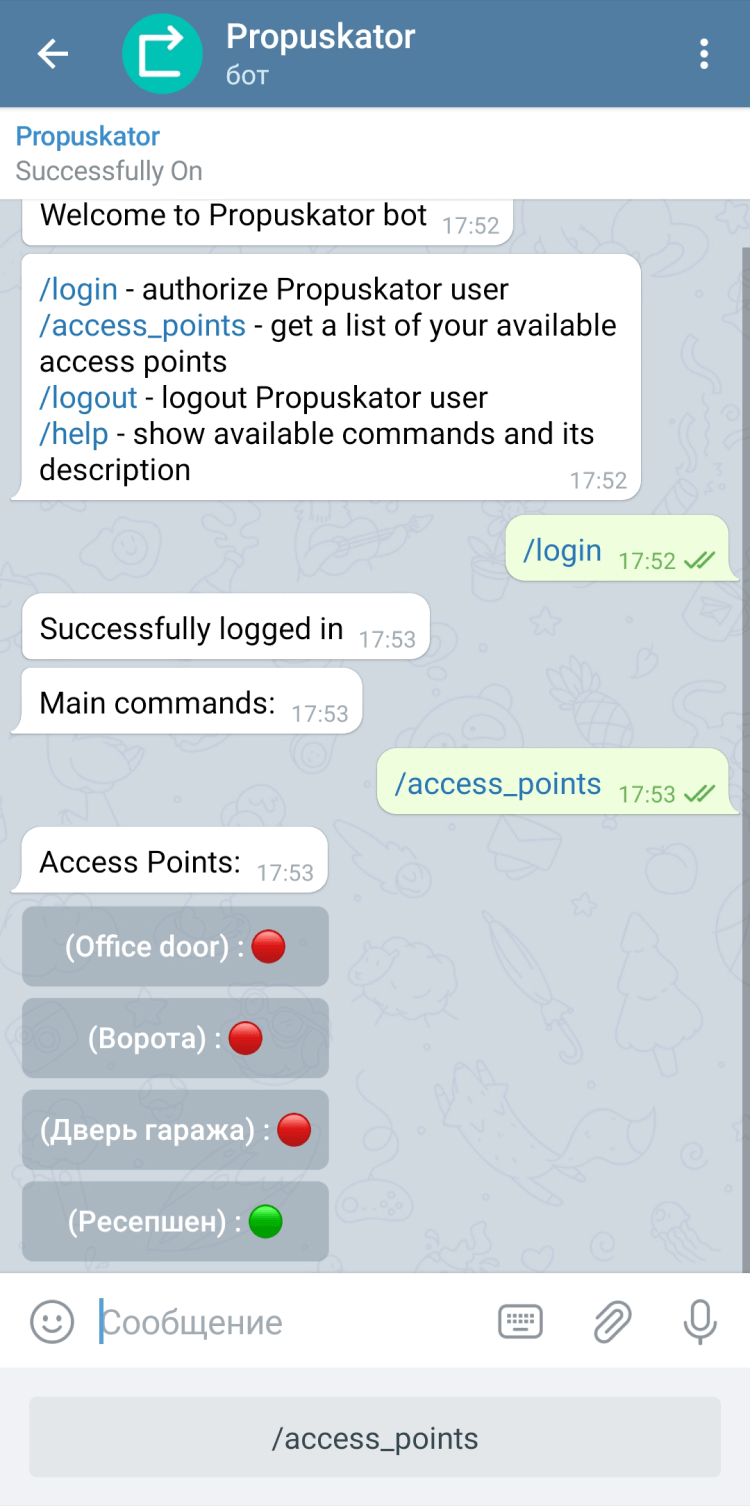 Propuskator
бот
Propuskator
Successfully On
Welcome to Propuskator bot 17:52
/login - authorize Propuskator user
/access_points - get a list of your available
access points
/logout - logout Propuskator user
/help - show available commands and its
description
17:52
/login 17:52
Successfully logged in 17:53
Main commands: 17:53
/access_points 17:53
Access Points: 17:53
(Office door) :
(Ворота) :
(Дверь гаража) :
(Ресепшен) :
Сообщение
/access_points